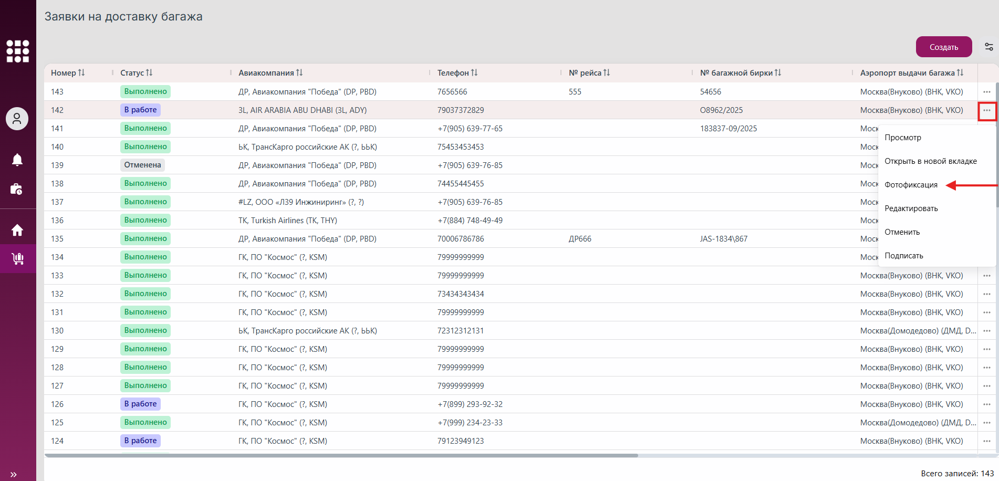 Заявки на доставку багажа
Создать
Номер Статус Авиакомпания Телефон № рейса № багажной бирки Аэропорт выдачи багажа
143 Выполнено ДР, Авиакомпания "Победа" (DP, PBD) 7656566 555 54656 Москва(Внуково) (ВНК, VKO)
142 В работе 3L, AIR ARABIA ABU DHABI (3L, ADY) 79037372829 О8962/2025 Москва(Внуково) (ВНК, VKO)
141 Выполнено ДР, Авиакомпания "Победа" (DP, PBD) +7(905) 639-77-65 183837-09/2025 Моск
Просмотр
140 Выполнено ЬК, ТрансКарго российские АК (?, ЬЬК) 75453453453 Моск
Открыть в новой вкладке
139 Отменена ДР, Авиакомпания "Победа" (DP, PBD) +7(905) 639-76-85 Моск
138 Выполнено ДР, Авиакомпания "Победа" (DP, PBD) 74455445455 Моск
Фотофиксация
137 Выполнено #LZ, ООО «ЛЗ9 Инжиниринг» (?, ?) +7(905) 639-76-85 Моск
Редактировать
136 Выполнено ТК, Turkish Airlines (TK, THY) +7(884) 748-49-49 Моск
Отменить
135 Выполнено ДР, Авиакомпания "Победа" (DP, PBD) 70006786786 ДР666 JAS-1834\867 Моск
Подписать
134 Выполнено ГК, ПО "Космос" (?, KSM) 79999999999 Моск
133 Выполнено ГК, ПО "Космос" (?, KSM) 79999999999 Москва(Внуково) (ВНК, VKO)
132 Выполнено ГК, ПО "Космос" (?, KSM) 73434343434 Москва(Внуково) (ВНК, VKO)
131 Выполнено ГК, ПО "Космос" (?, KSM) 79999999999 Москва(Внуково) (ВНК, VKO)
130 Выполнено ЬК, ТрансКарго российские АК (?, ЬЬК) 72312312131 Москва(Домодедово) (ДМД, D...
129 Выполнено ГК, ПО "Космос" (?, KSM) 79999999999 Москва(Внуково) (ВНК, VKO)
128 Выполнено ГК, ПО "Космос" (?, KSM) 79999999999 Москва(Внуково) (ВНК, VKO)
127 Выполнено ГК, ПО "Космос" (?, KSM) 79999999999 Москва(Внуково) (ВНК, VKO)
126 В работе ГК, ПО "Космос" (?, KSM) +7(899) 293-92-32 Москва(Внуково) (ВНК, VKO)
125 Выполнено ГК, ПО "Космос" (?, KSM) +7(999) 234-23-33 Москва(Домодедово) (ДМД, D...
124 В работе ГК, ПО "Космос" (?, KSM) 79123949123 Москва(Внуково) (ВНК, VKO)
Всего записей: 143